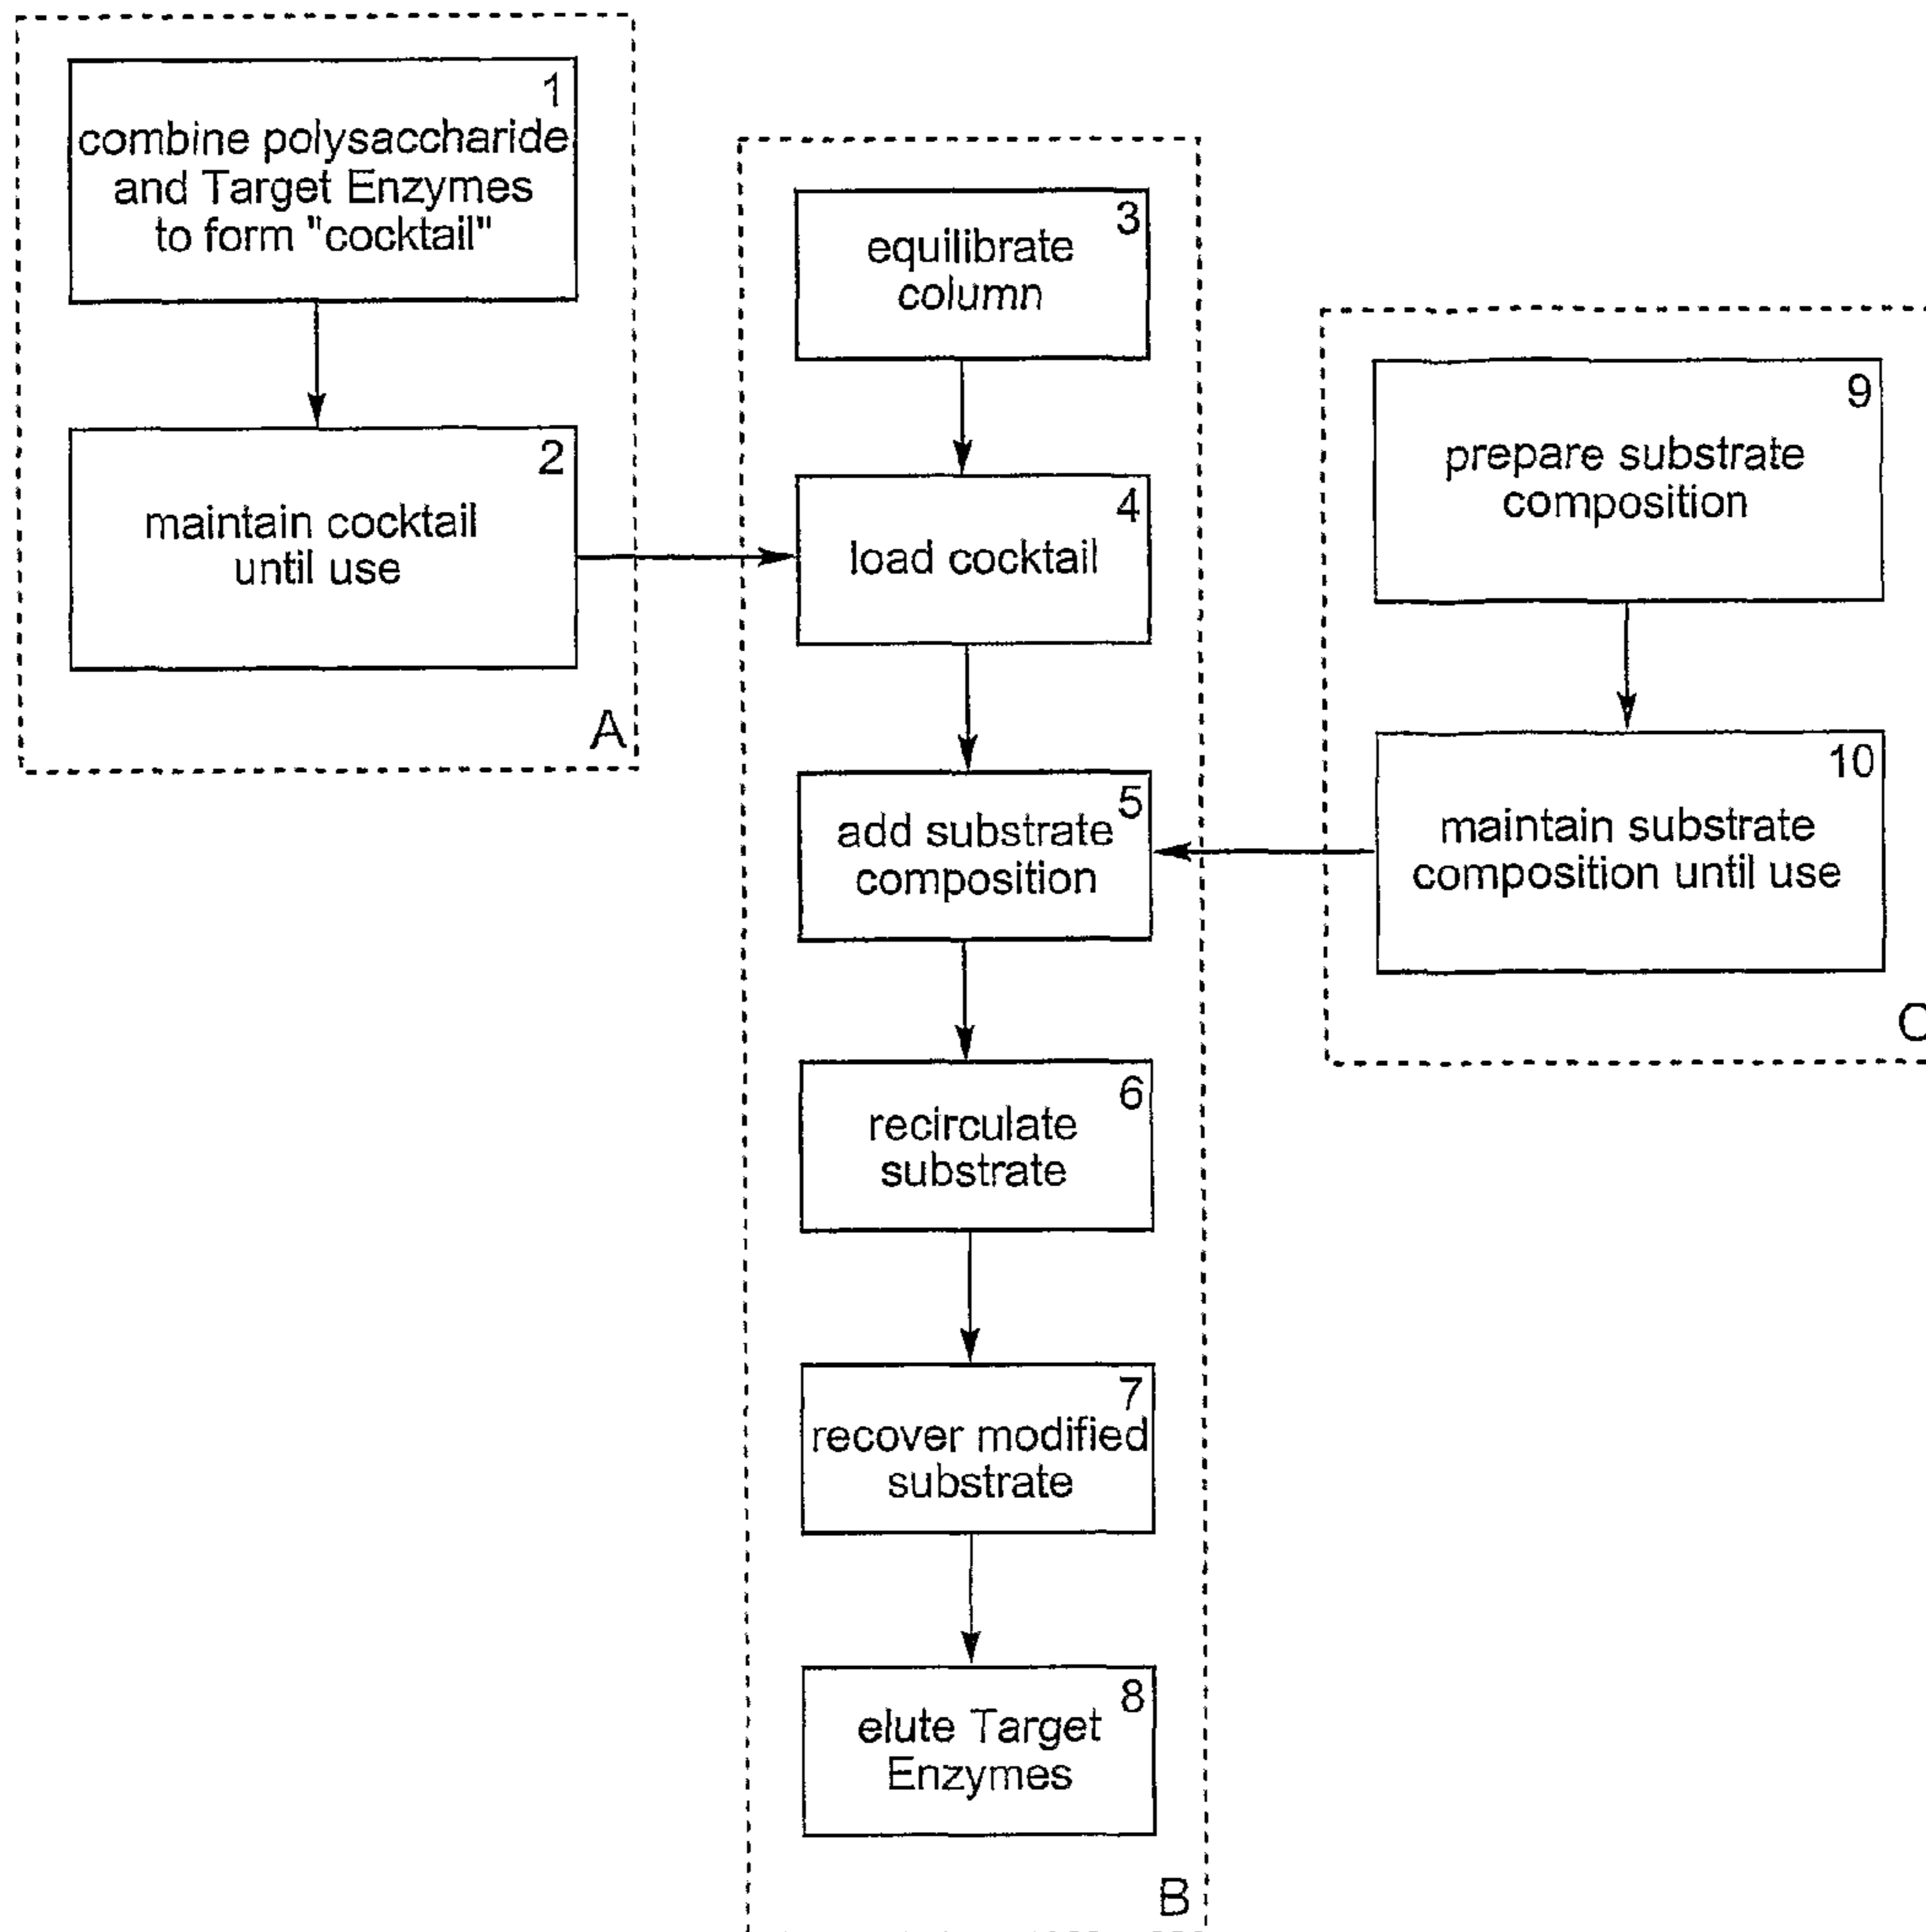 1
combine polysaccharide
and Target Enzymes
to form "cocktail"
2
maintain cocktail
until use
A
3
equilibrate
column
4
load cocktail
5
add substrate
composition
6
recirculate
substrate
7
recover modified
substrate
8
elute Target
Enzymes
B
9
prepare substrate
composition
10
maintain substrate
composition until use
C